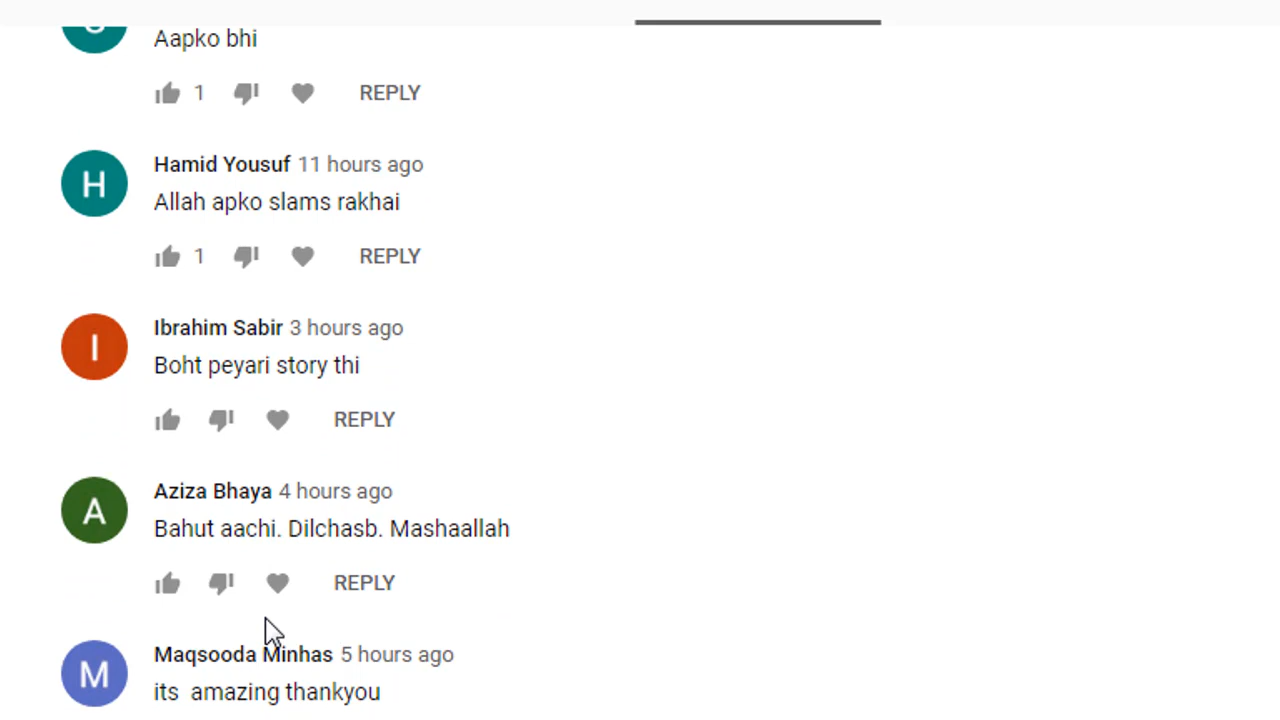 Aapko bhi
1 REPLY
H Hamid Yousuf 11 hours ago
Allah apko slams rakhai
1 REPLY
I Ibrahim Sabir 3 hours ago
Boht peyari story thi
REPLY
A Aziza Bhaya 4 hours ago
Bahut aachi. Dilchasb. Mashaallah
REPLY
M Maqsooda Minhas 5 hours ago
its  amazing thankyou